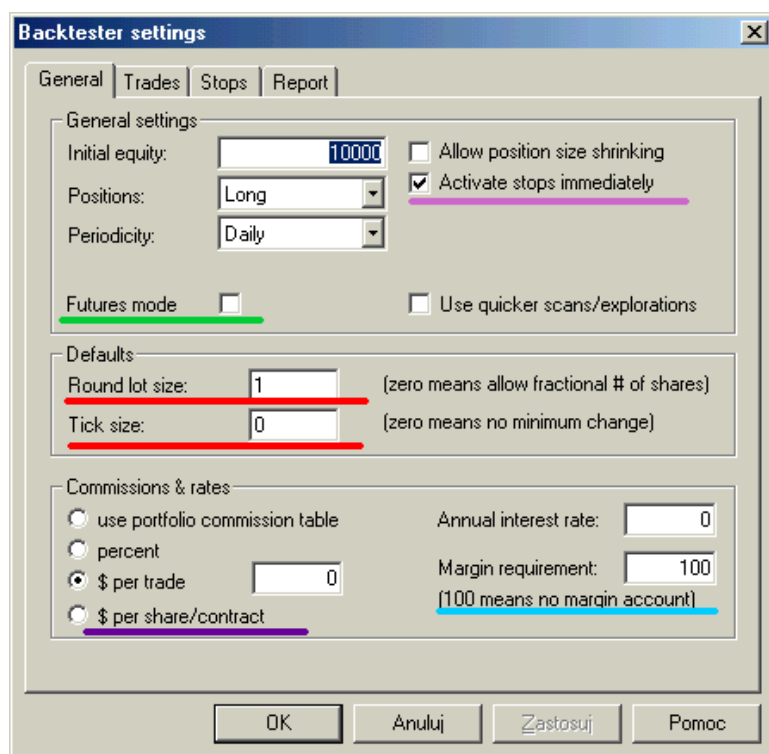 Backtester settings
General Trades Stops Report
General settings
Initial equity: 10000 Allow position size shrinking
Positions: Long Activate stops immediately
Periodicity: Daily
Futures mode Use quicker scans/explorations
Defaults
Round lot size: 1 (zero means allow fractional # of shares)
Tick size: 0 (zero means no minimum change)
Commissions & rates
use portfolio commission table Annual interest rate: 0
percent
$ per trade 0 Margin requirement: 100
$ per share/contract (100 means no margin account)
OK Anuluj Zastosuj Pomoc